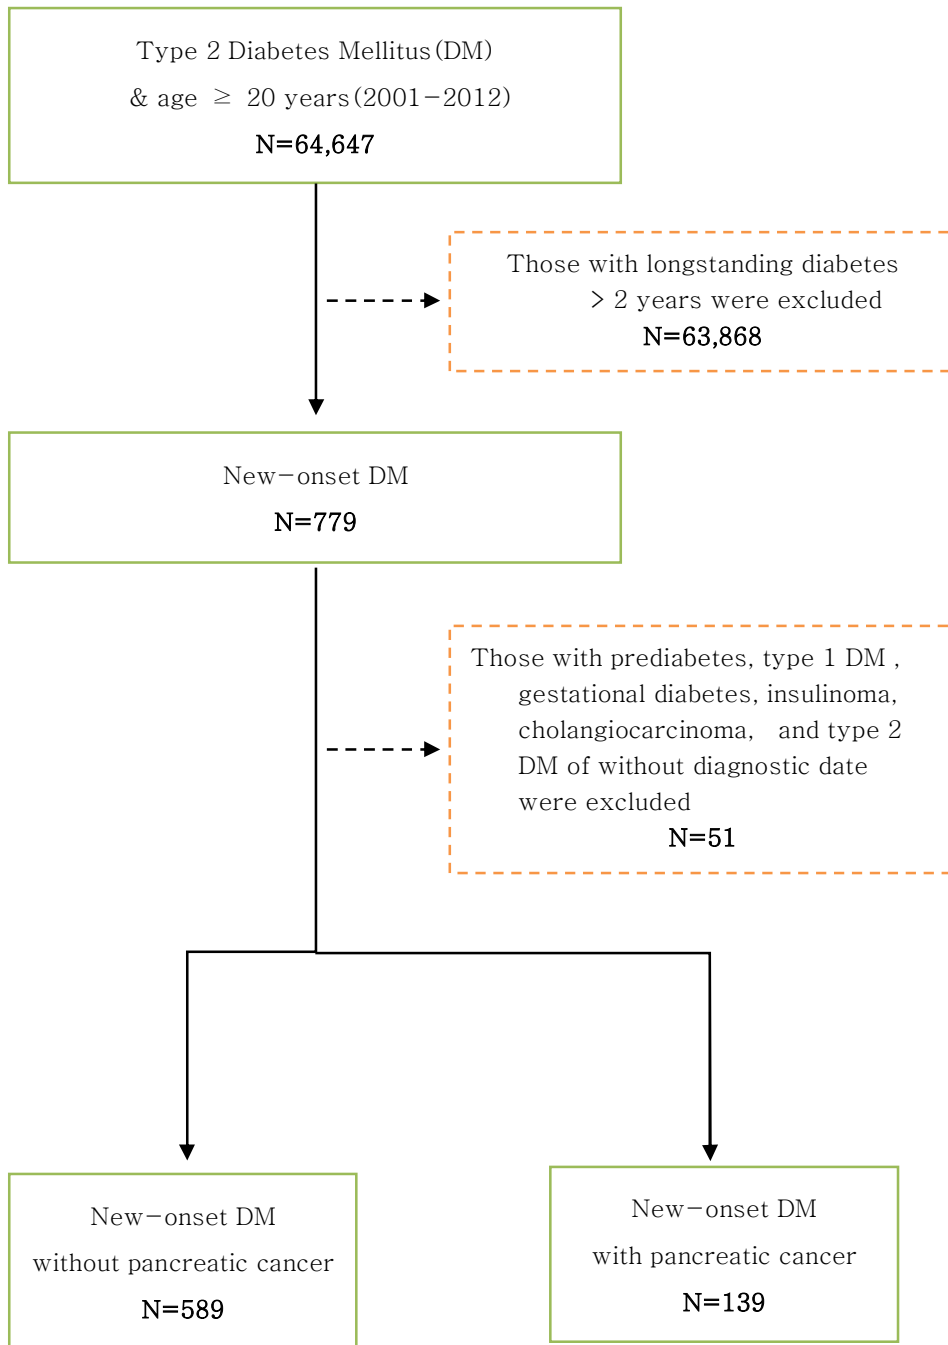 Type 2 Diabetes Mellitus(DM)
& age ≥ 20 years(2001-2012)
N=64,647
Those with longstanding diabetes
> 2 years were excluded
N=63,868
New-onset DM
N=779
Those with prediabetes, type 1 DM ,
gestational diabetes, insulinoma,
cholangiocarcinoma, and type 2
DM of without diagnostic date
were excluded
N=51
New-onset DM
without pancreatic cancer
N=589
New-onset DM
with pancreatic cancer
N=139